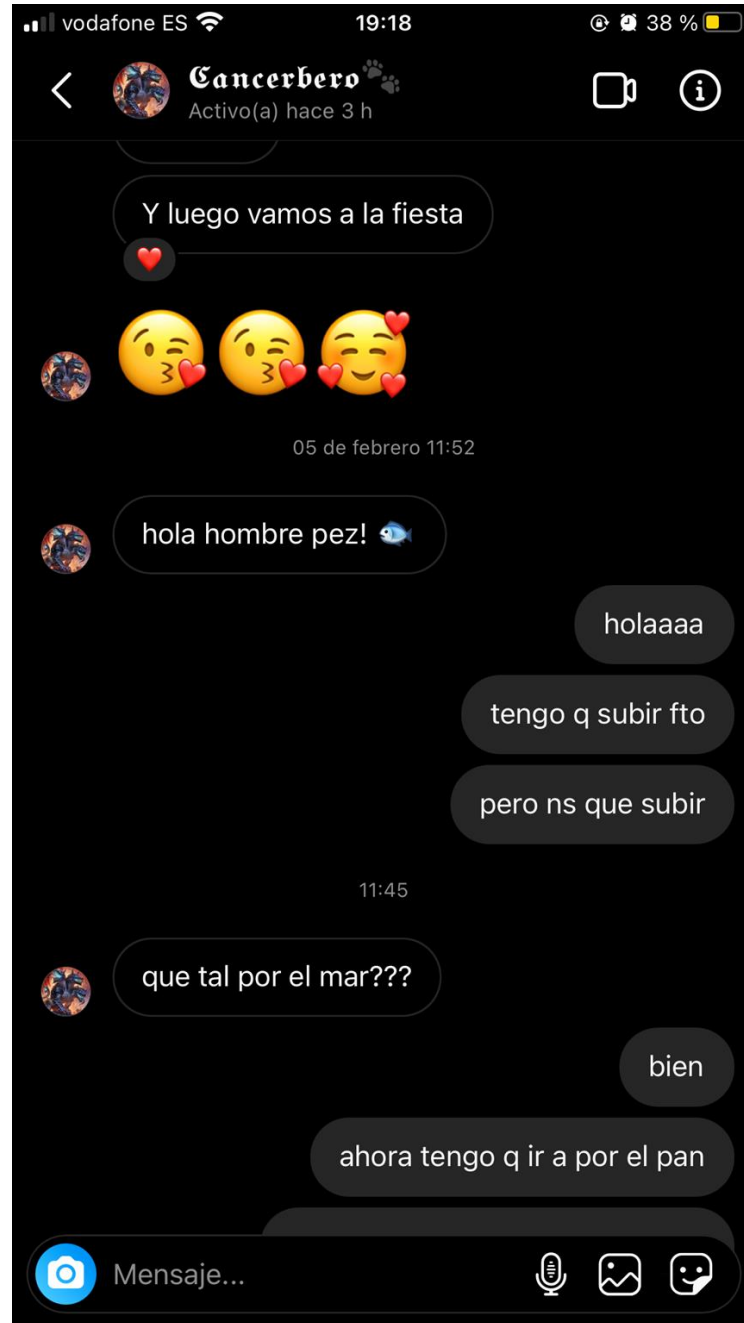 vodafone ES 19:18 38 %
𝕮𝖆𝖓𝖈𝖊𝖗𝖇𝖊𝖗𝖔🐾
Activo(a) hace 3 h
Y luego vamos a la fiesta
❤️
😘😘🥰
05 de febrero 11:52
hola hombre pez! 🐟
holaaaa
tengo q subir fto
pero ns que subir
11:45
que tal por el mar???
bien
ahora tengo q ir a por el pan
Mensaje...